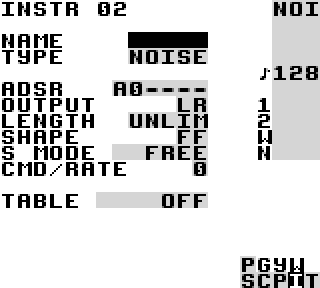 INSTR 02 NOI
NAME
TYPE NOISE
♪128
ADSR A0----
OUTPUT LR 1
LENGTH UNLIM 2
SHAPE FF W
S MODE FREE N
CMD/RATE 0
TABLE OFF
PGYW
SCPWT